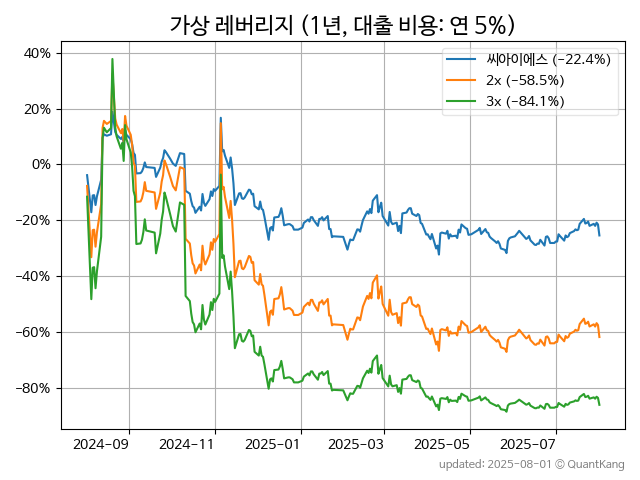 가상 레버리지 (1년, 대출 비용: 연 5%)
씨아이에스 (−22.4%)
2x (−58.5%)
3x (−84.1%)
40%
20%
0%
−20%
−40%
−60%
−80%
2024-09
2024-11
2025-01
2025-03
2025-05
2025-07
updated: 2025-08-01 © QuantKang